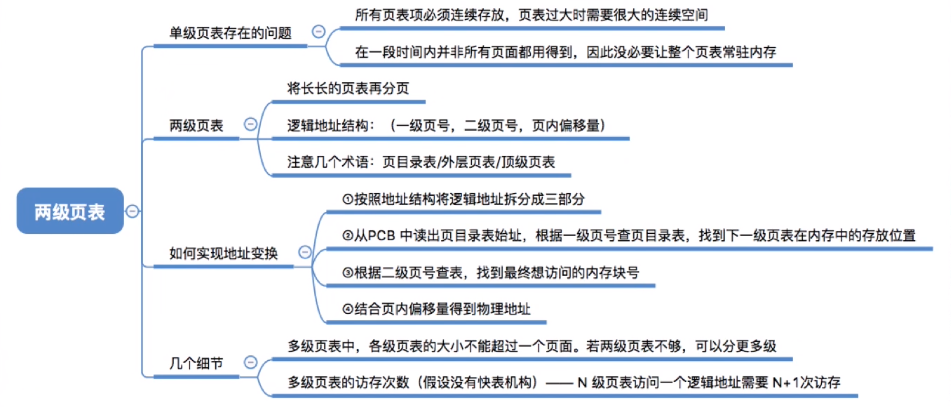 两级页表
单级页表存在的问题
所有页表项必须连续存放，页表过大时需要很大的连续空间
在一段时间内并非所有页面都用得到，因此没必要让整个页表常驻内存
两级页表
将长长的页表再分页
逻辑地址结构：（一级页号，二级页号，页内偏移量）
注意几个术语：页目录表/外层页表/顶级页表
如何实现地址变换
①按照地址结构将逻辑地址拆分成三部分
②从PCB 中读出页目录表始址，根据一级页号查页目录表，找到下一级页表在内存中的存放位置
③根据二级页号查表，找到最终想访问的内存块号
④结合页内偏移量得到物理地址
几个细节
多级页表中，各级页表的大小不能超过一个页面。若两级页表不够，可以分更多级
多级页表的访存次数（假设没有快表机构）—— N 级页表访问一个逻辑地址需要 N+1次访存